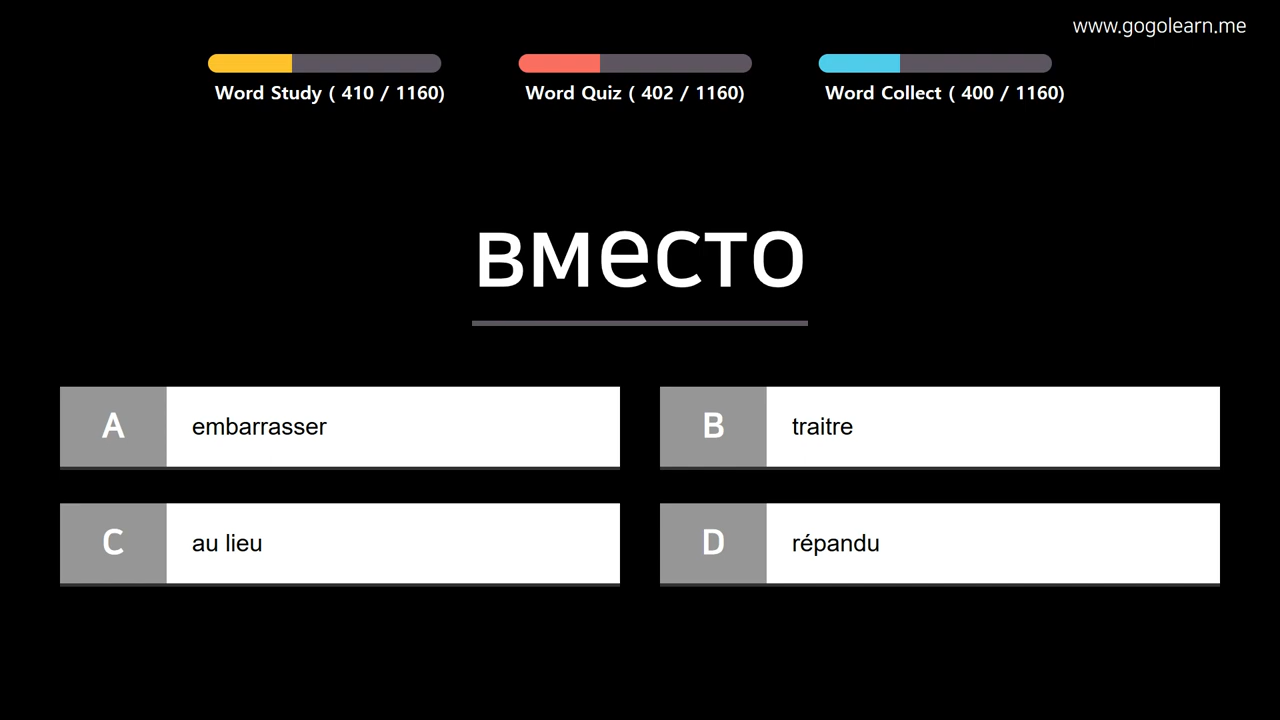 www.gogolearn.me
Word Study ( 410 / 1160)
Word Quiz ( 402 / 1160)
Word Collect ( 400 / 1160)
вместо
A embarrasser
B traitre
C au lieu
D répandu